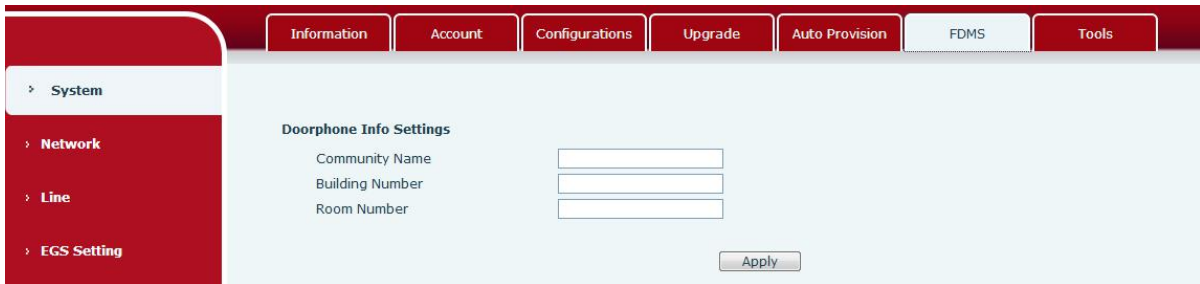 Information Account Configurations Upgrade Auto Provision FDMS Tools
System
Network
Line
EGS Setting
Doorphone Info Settings
Community Name
Building Number
Room Number
Apply